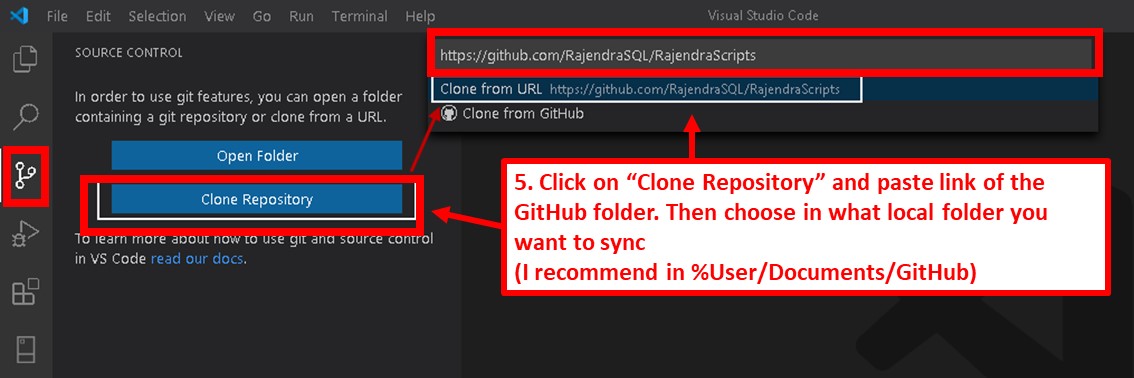 File Edit Selection View Go Run Terminal Help Visual Studio Code
SOURCE CONTROL
In order to use git features, you can open a folder
containing a git repository or clone from a URL.
Open Folder
Clone Repository
To learn more about how to use git and source control
in VS Code read our docs.
https://github.com/RajendraSQL/RajendraScripts
Clone from URL https://github.com/RajendraSQL/RajendraScripts
Clone from GitHub
5. Click on “Clone Repository” and paste link of the
GitHub folder. Then choose in what local folder you
want to sync
(I recommend in %User/Documents/GitHub)